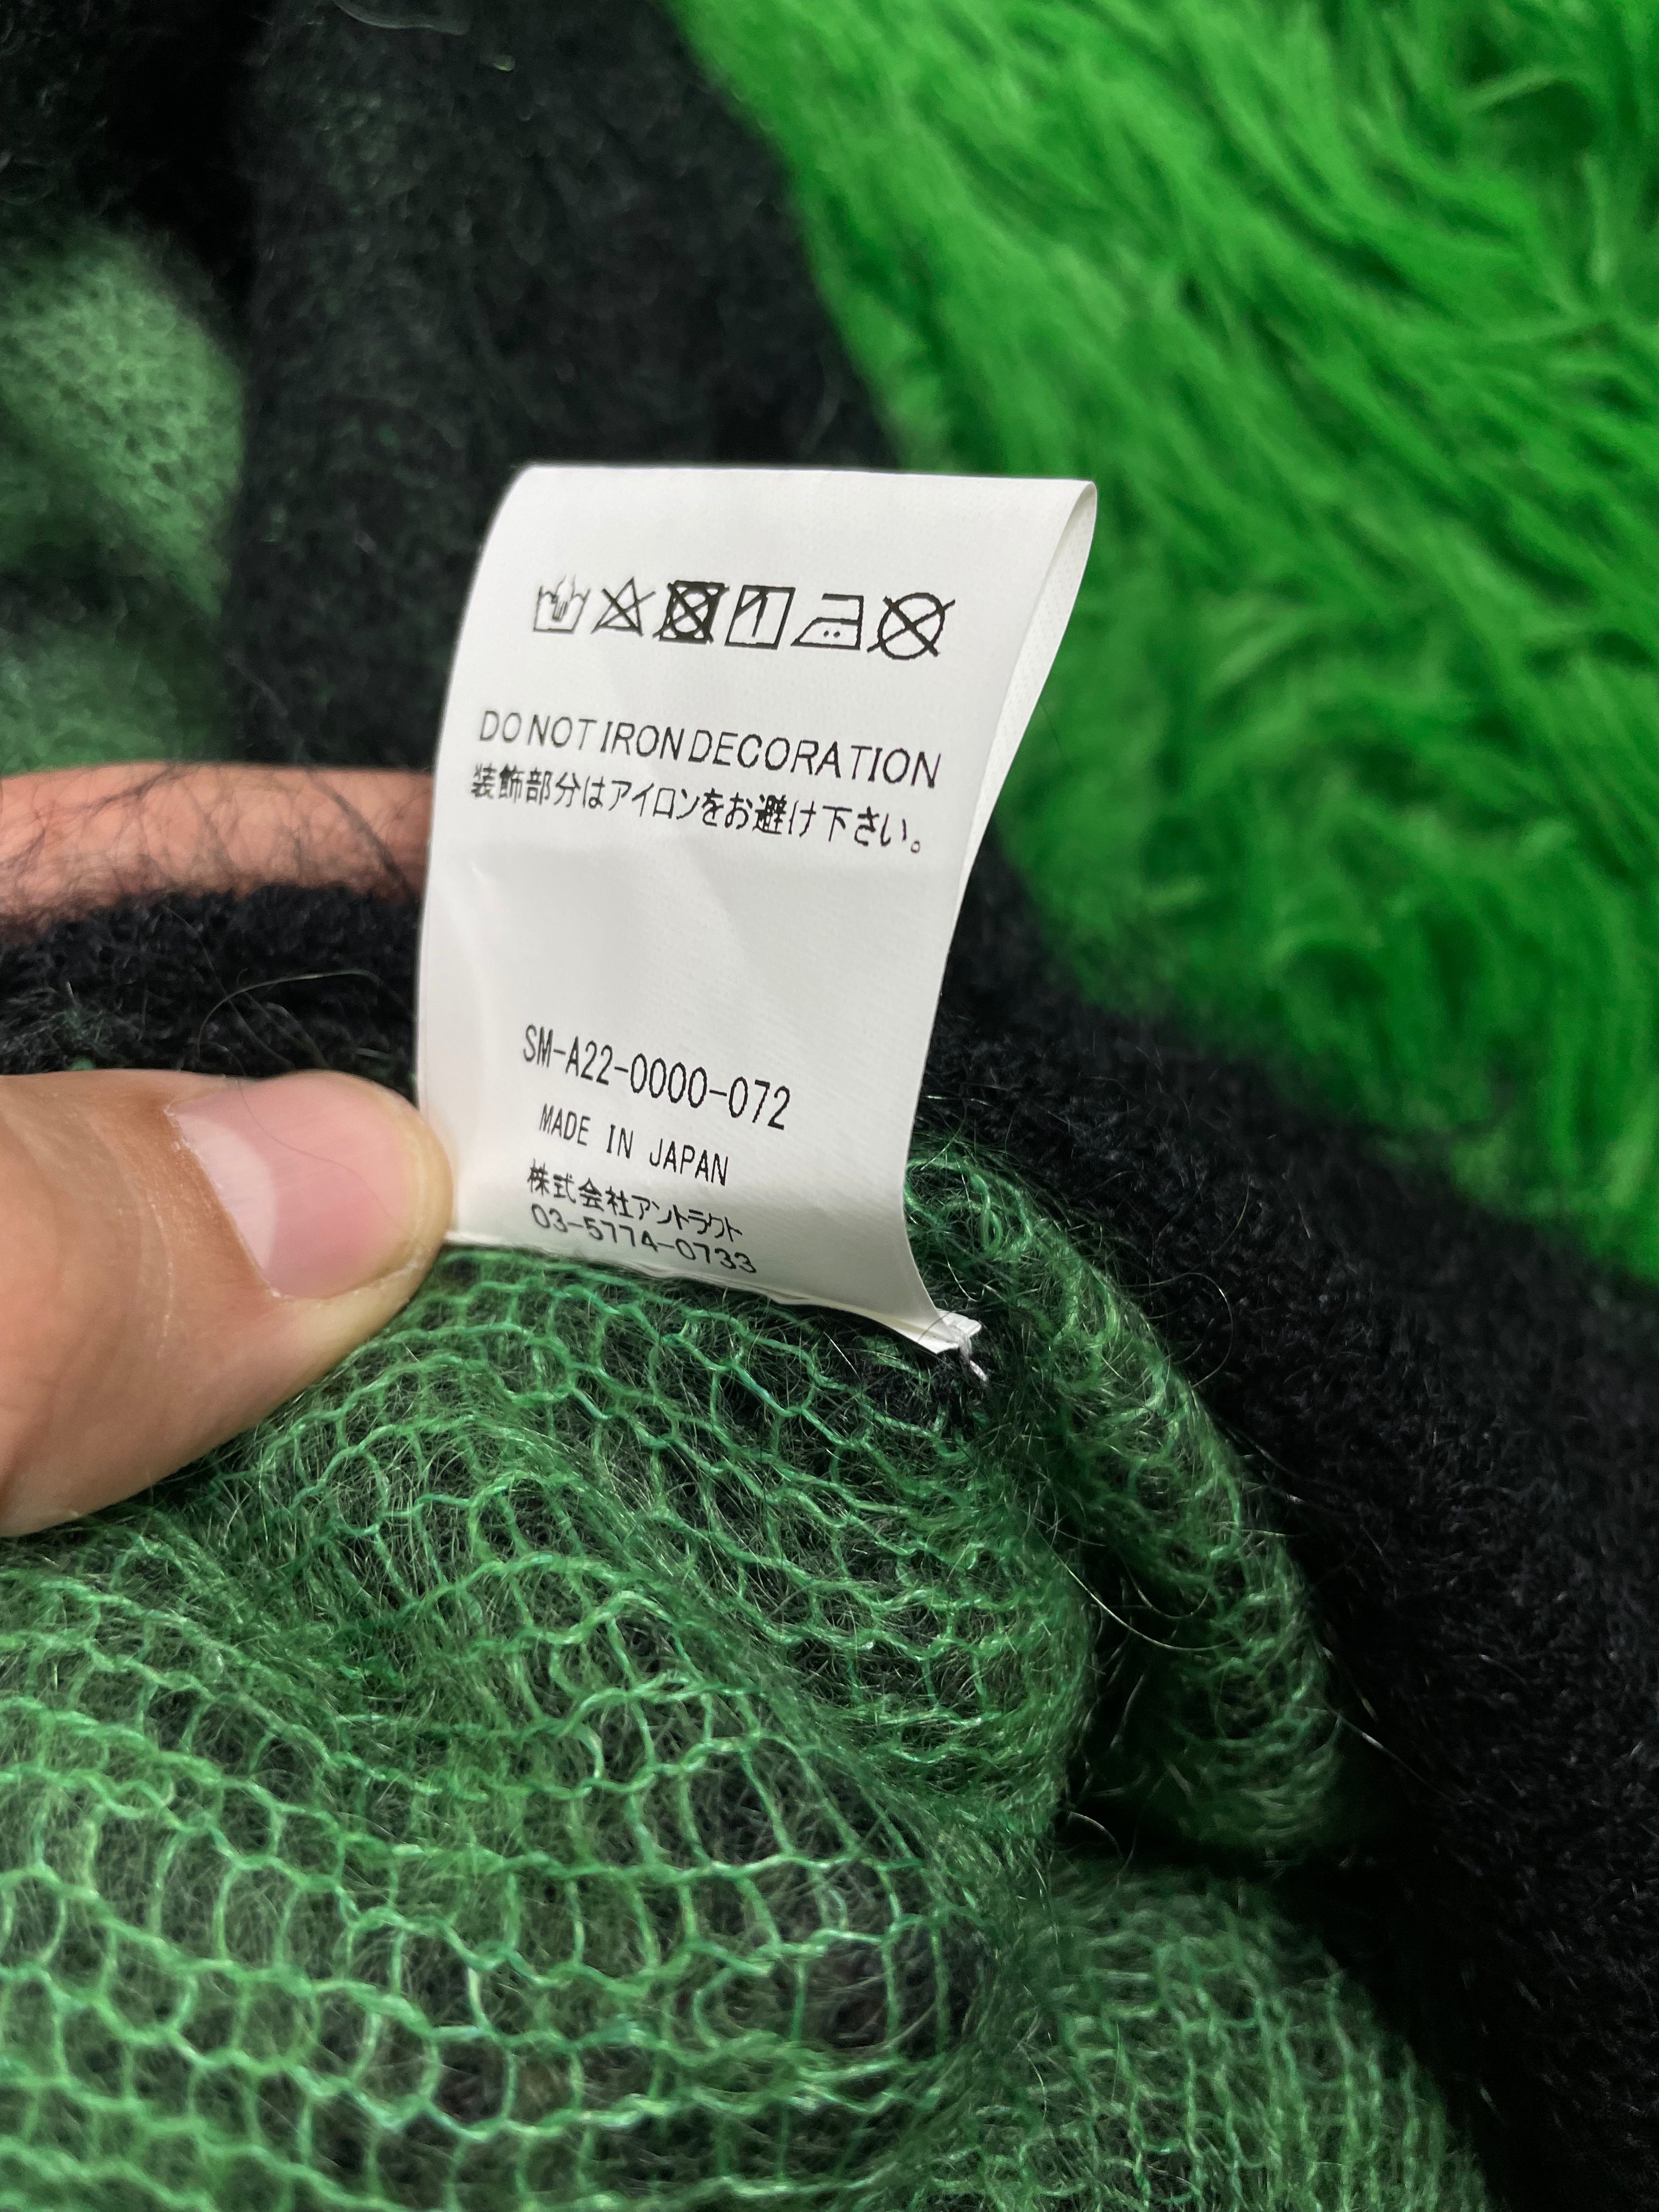 DO NOT IRON DECORATION
装飾部分はアイロンをお避け下さい。
SM-A22-0000-072
MADE IN JAPAN
株式会社アントラクト
03-5774-0733